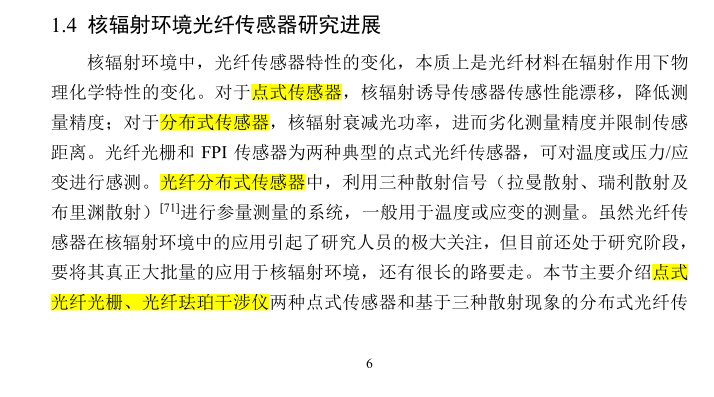 1.4 核辐射环境光纤传感器研究进展
核辐射环境中，光纤传感器特性的变化，本质上是光纤材料在辐射作用下物
理化学特性的变化。对于点式传感器，核辐射诱导传感器传感性能漂移，降低测
量精度；对于分布式传感器，核辐射衰减光功率，进而劣化测量精度并限制传感
距离。光纤光栅和 FPI 传感器为两种典型的点式光纤传感器，可对温度或压力/应
变进行感测。光纤分布式传感器中，利用三种散射信号（拉曼散射、瑞利散射及
布里渊散射）[71]进行参量测量的系统，一般用于温度或应变的测量。虽然光纤传
感器在核辐射环境中的应用引起了研究人员的极大关注，但目前还处于研究阶段，
要将其真正大批量的应用于核辐射环境，还有很长的路要走。本节主要介绍点式
光纤光栅、光纤珐珀干涉仪两种点式传感器和基于三种散射现象的分布式光纤传
6